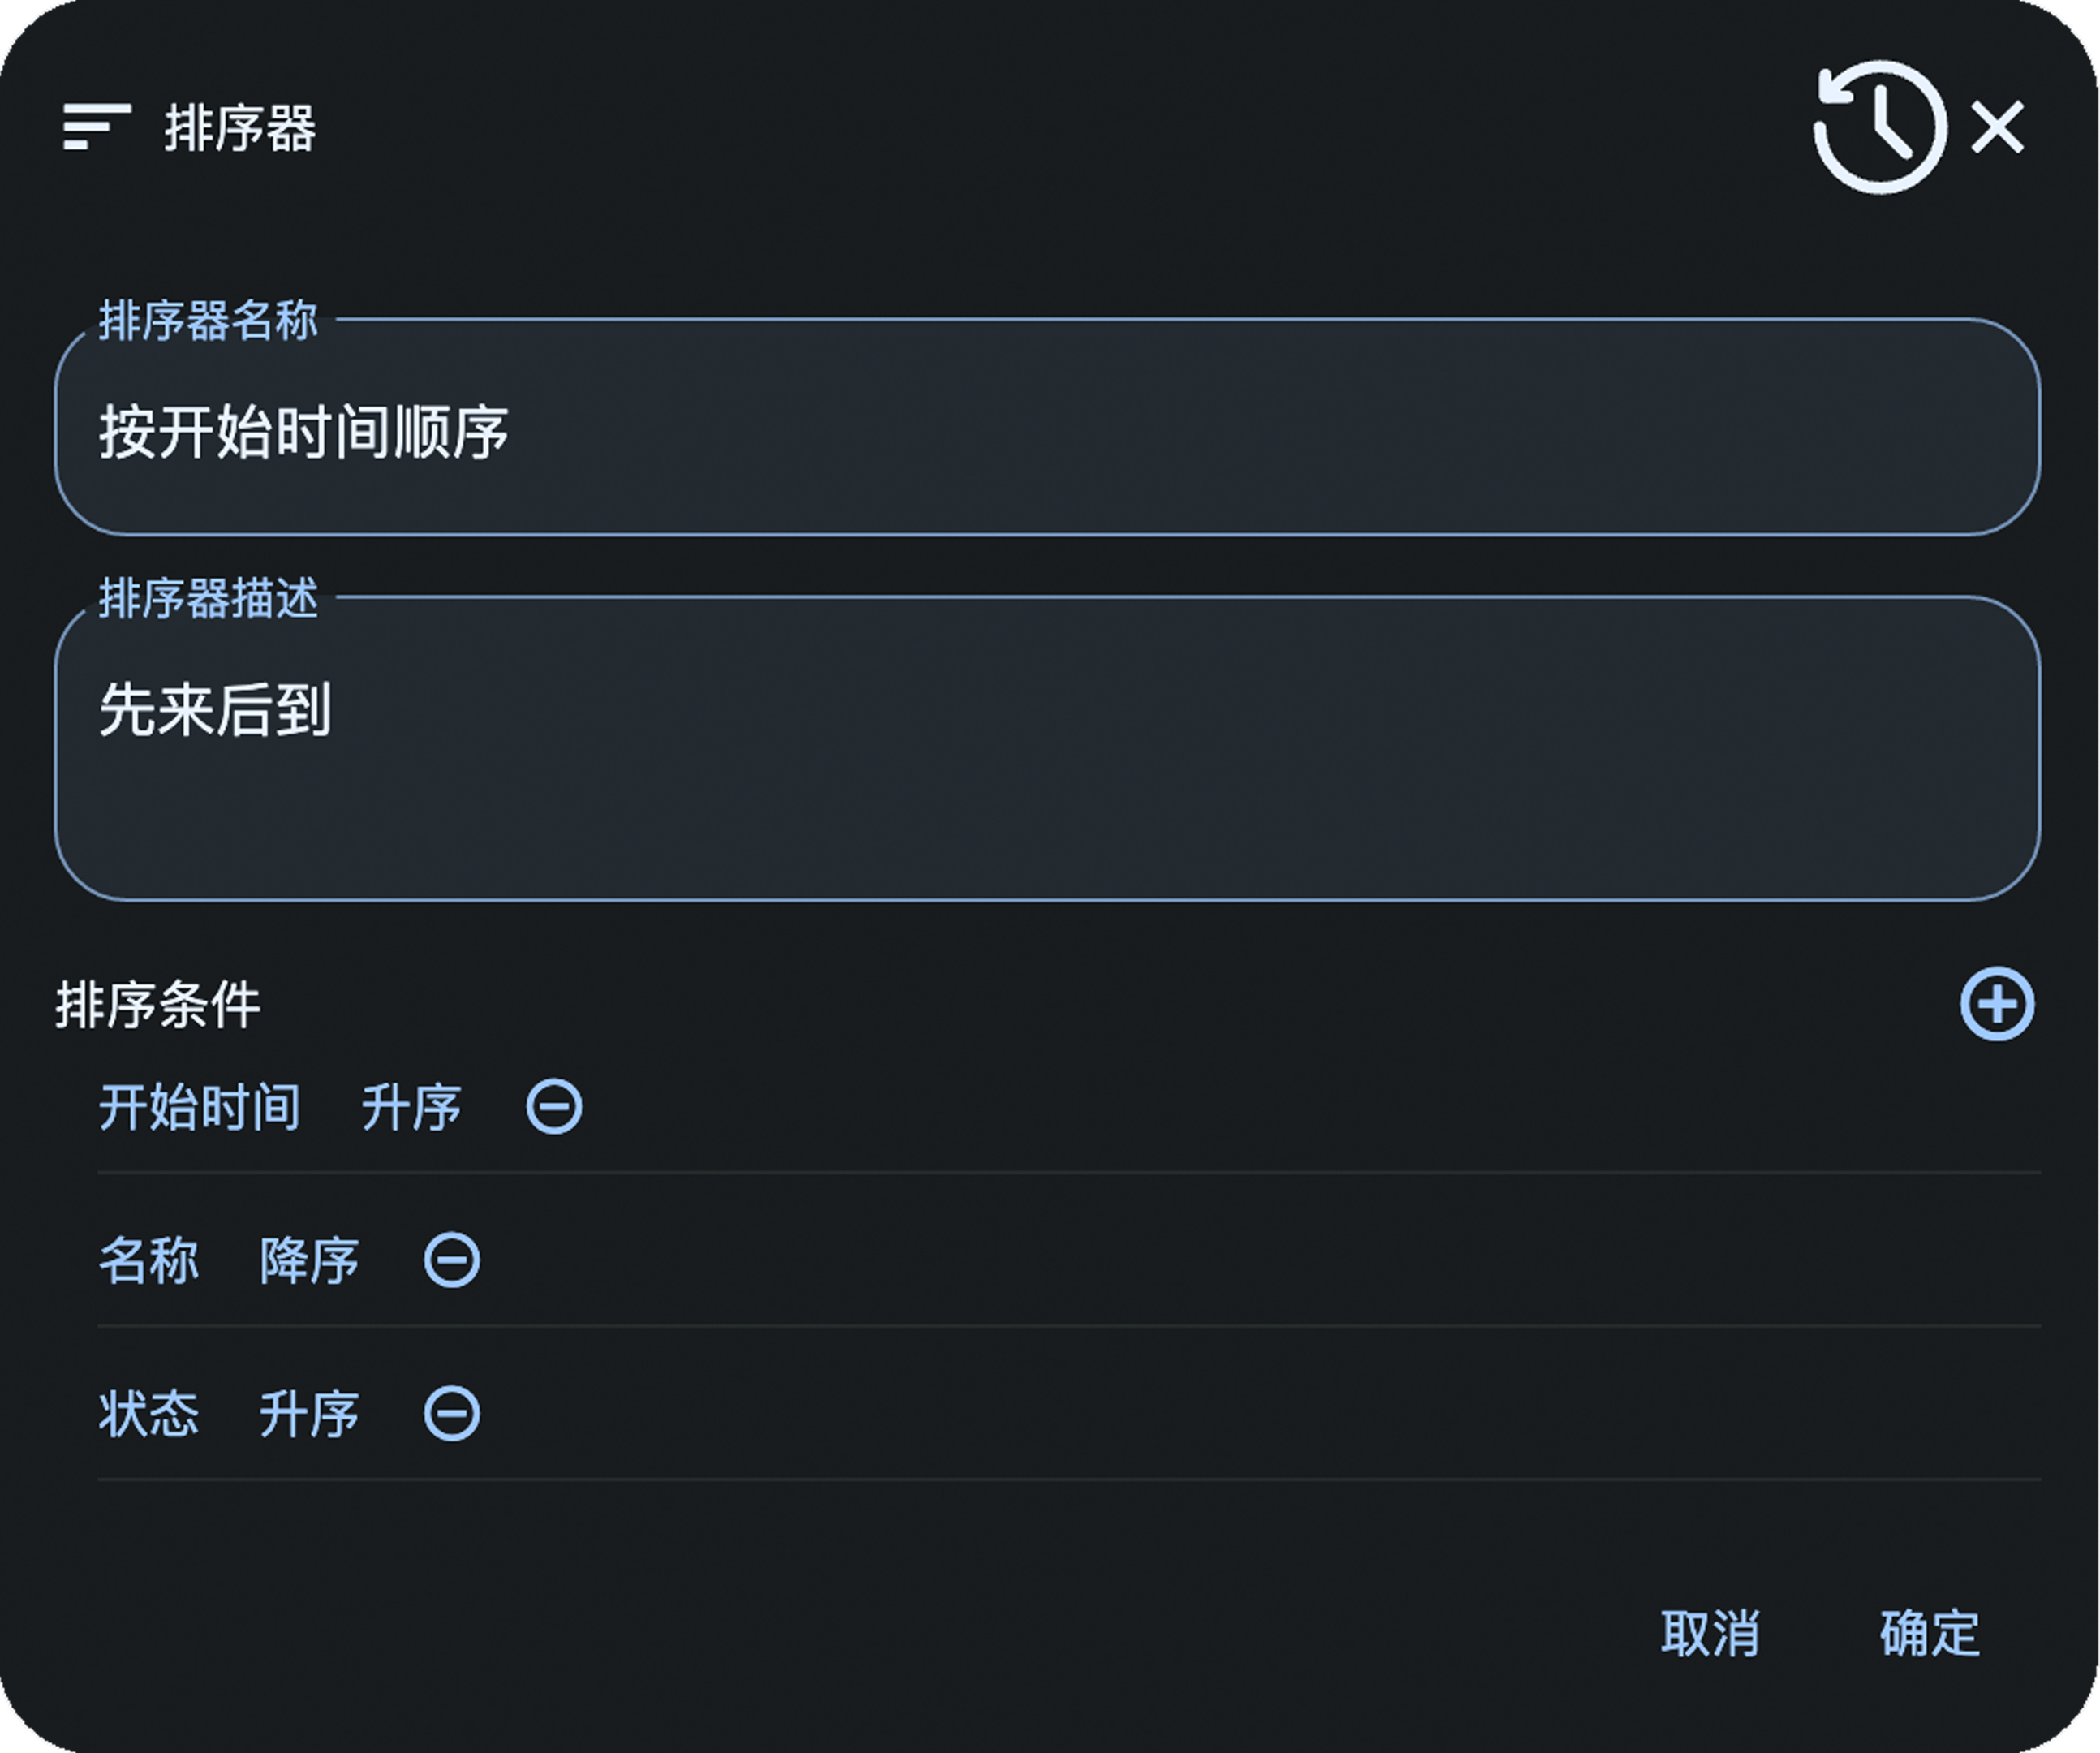 排序器
排序器名称
按开始时间顺序
排序器描述
先来后到
排序条件
开始时间 升序
名称 降序
状态 升序
取消 确定